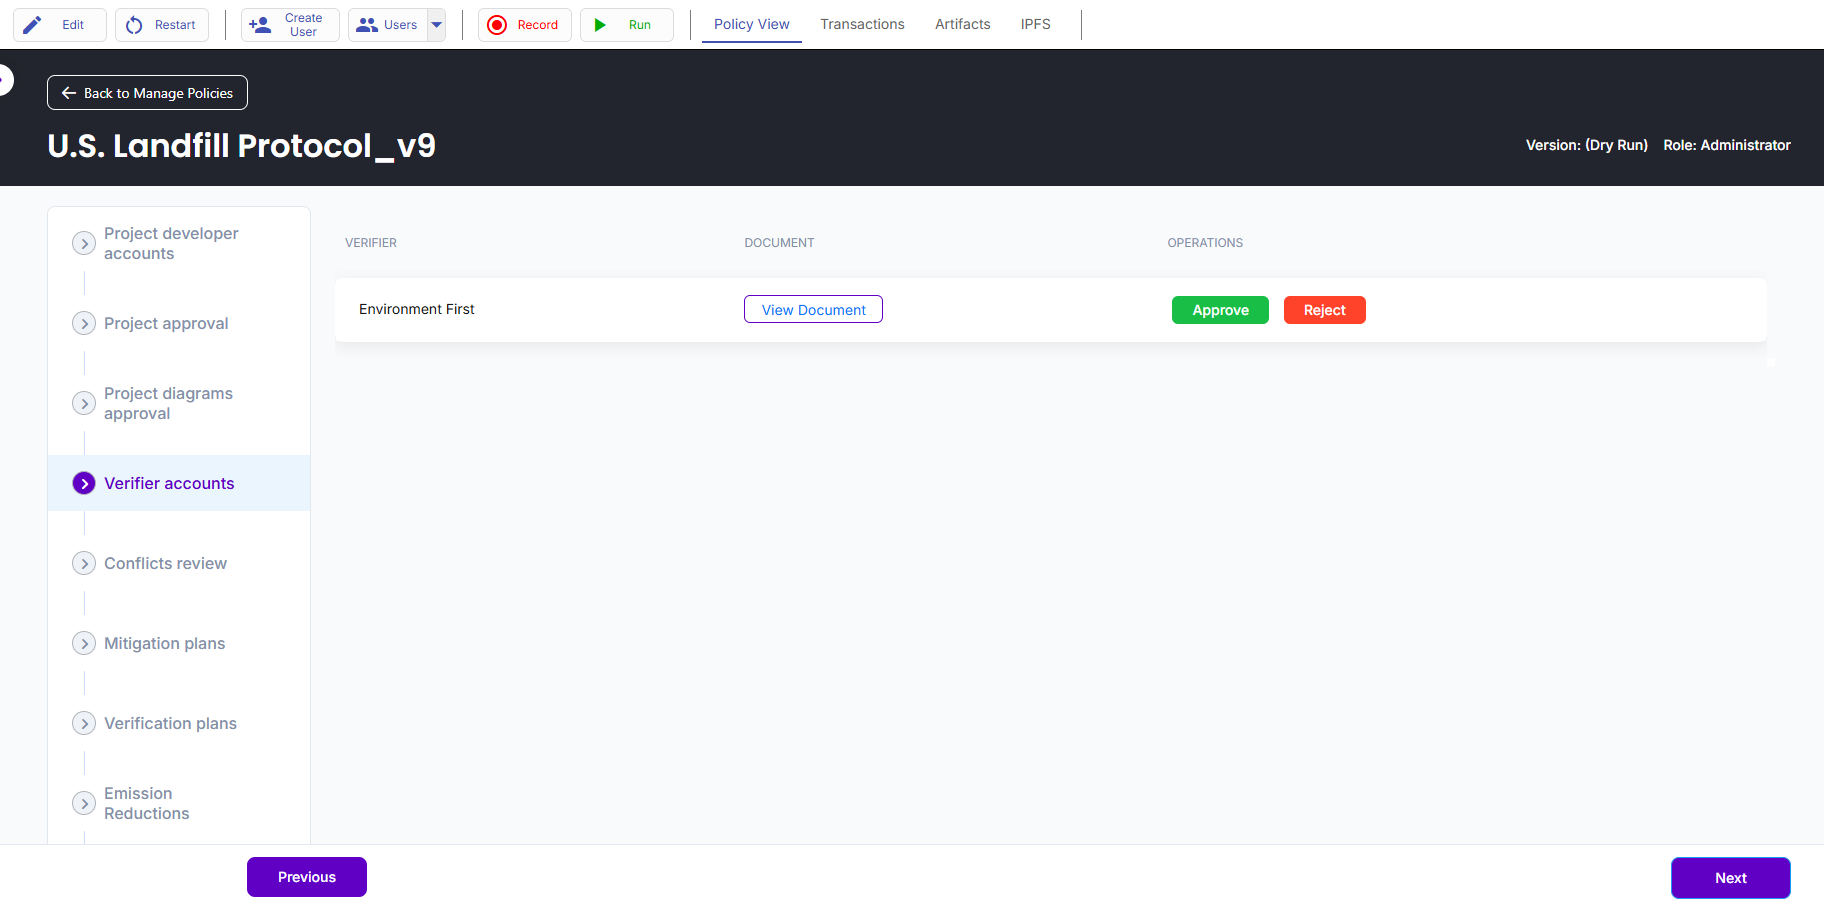 Edit
Restart
Create User
Users
Record
Run
Policy View
Transactions
Artifacts
IPFS
Back to Manage Policies
U.S. Landfill Protocol_v9
Version: (Dry Run)
Role: Administrator
Project developer
accounts
Project approval
Project diagrams
approval
Verifier accounts
Conflicts review
Mitigation plans
Verification plans
Emission
Reductions
VERIFIER
DOCUMENT
OPERATIONS
Environment First
View Document
Approve
Reject
Previous
Next